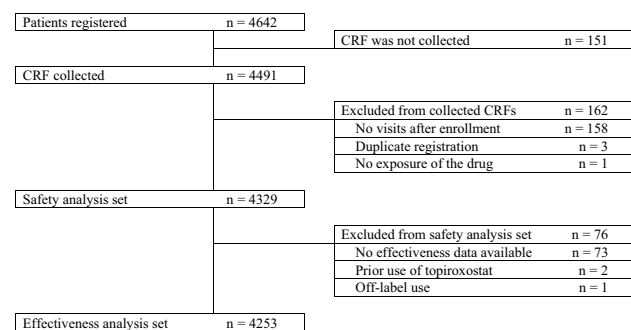 Patients registered n = 4642
CRF was not collected n = 151
CRF collected n = 4491
Excluded from collected CRFs n = 162
No visits after enrollment n = 158
Duplicate registration n = 3
No exposure of the drug n = 1
Safety analysis set n = 4329
Excluded from safety analysis set n = 76
No effectiveness data available n = 73
Prior use of topiroxostat n = 2
Off-label use n = 1
Effectiveness analysis set n = 4253